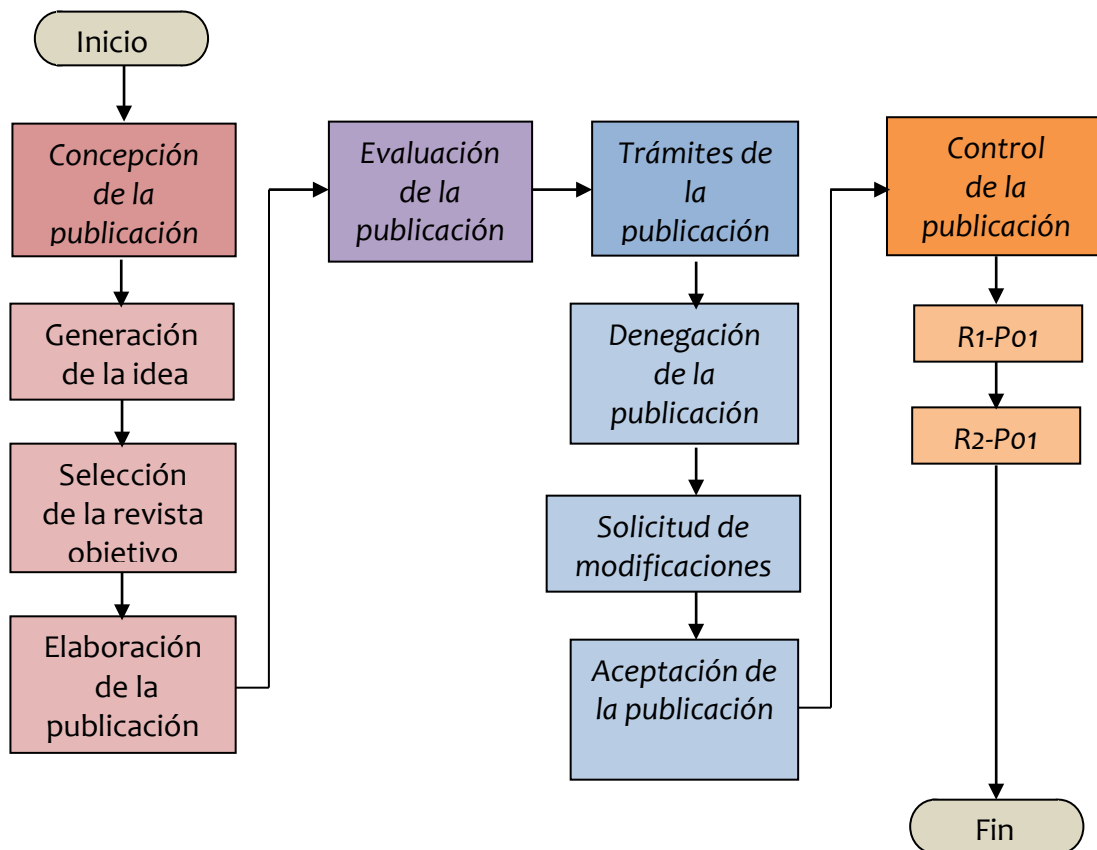 Inicio
Concepción
de la
publicación
Generación
de la idea
Selección
de la revista
objetivo
Elaboración
de la
publicación
Evaluación
de la
publicación
Trámites de
la
publicación
Denegación
de la
publicación
Solicitud de
modificaciones
Aceptación de
la publicación
Control
de la
publicación
R1-P01
R2-P01
Fin